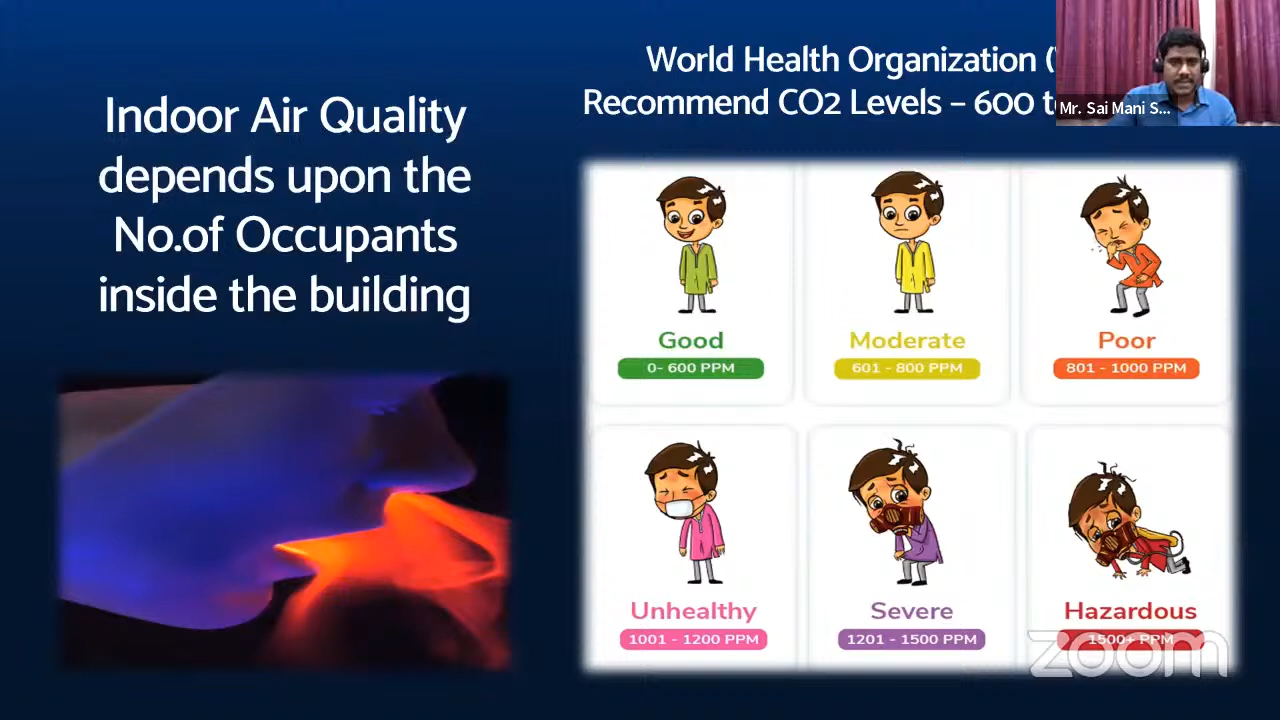 Indoor Air Quality
depends upon the
No.of Occupants
inside the building
World Health Organization (
Recommend CO2 Levels – 600 t
Mr. Sai Mani S...
Good
0- 600 PPM
Moderate
601 - 800 PPM
Poor
801 - 1000 PPM
Unhealthy
1001 - 1200 PPM
Severe
1201 - 1500 PPM
Hazardous
1500+ PPM
zoom